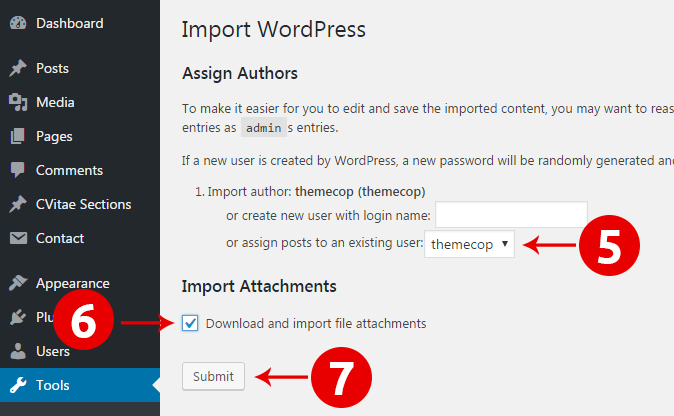 Dashboard
Posts
Media
Pages
Comments
CVitae Sections
Contact
Appearance
Plu
Users
Tools
Import WordPress
Assign Authors
To make it easier for you to edit and save the imported content, you may want to reas
entries as admin s entries.
If a new user is created by WordPress, a new password will be randomly generated an
1. Import author: themecop (themecop)
or create new user with login name:
or assign posts to an existing user: themecop
5
Import Attachments
6
Download and import file attachments
Submit
7